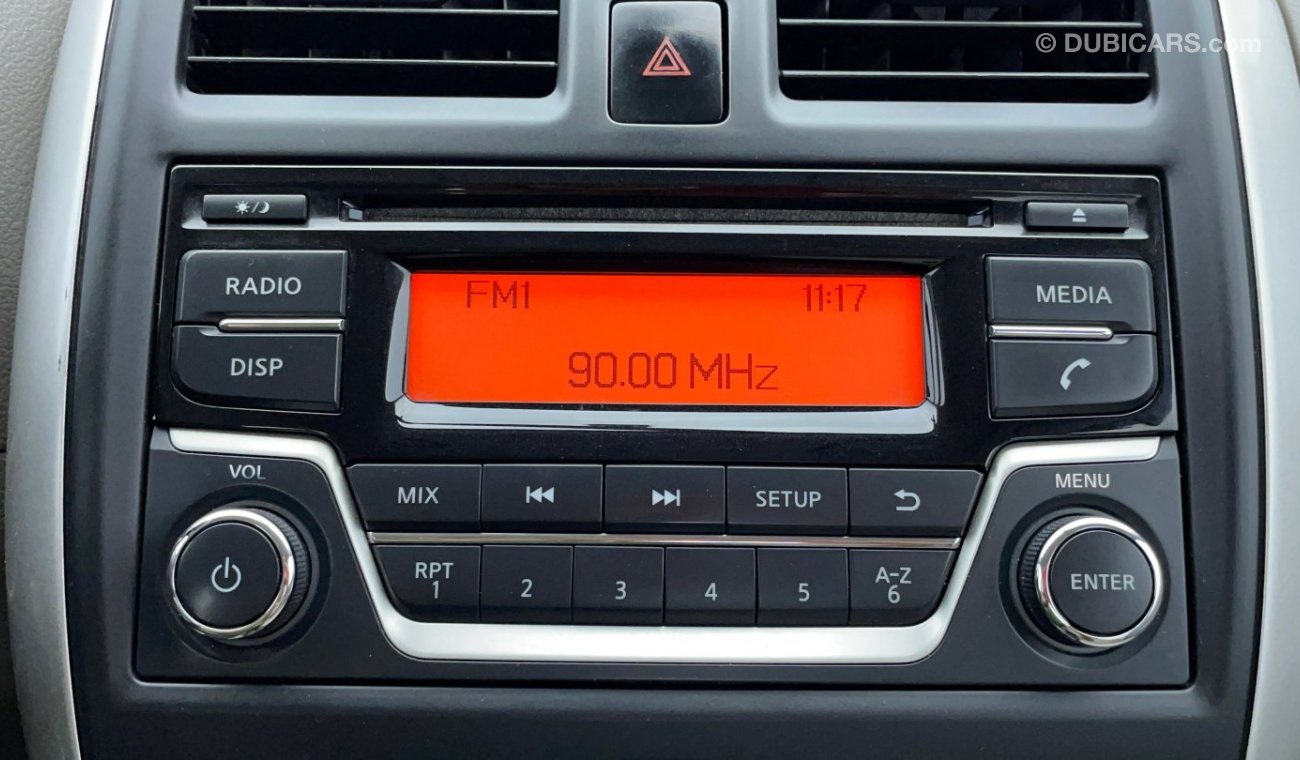 © DUBICARS.com
RADIO
MEDIA
FM1 11:17
90.00 MHz
DISP
VOL
MENU
MIX
SETUP
RPT
1
2
3
4
5
A-Z
6
ENTER